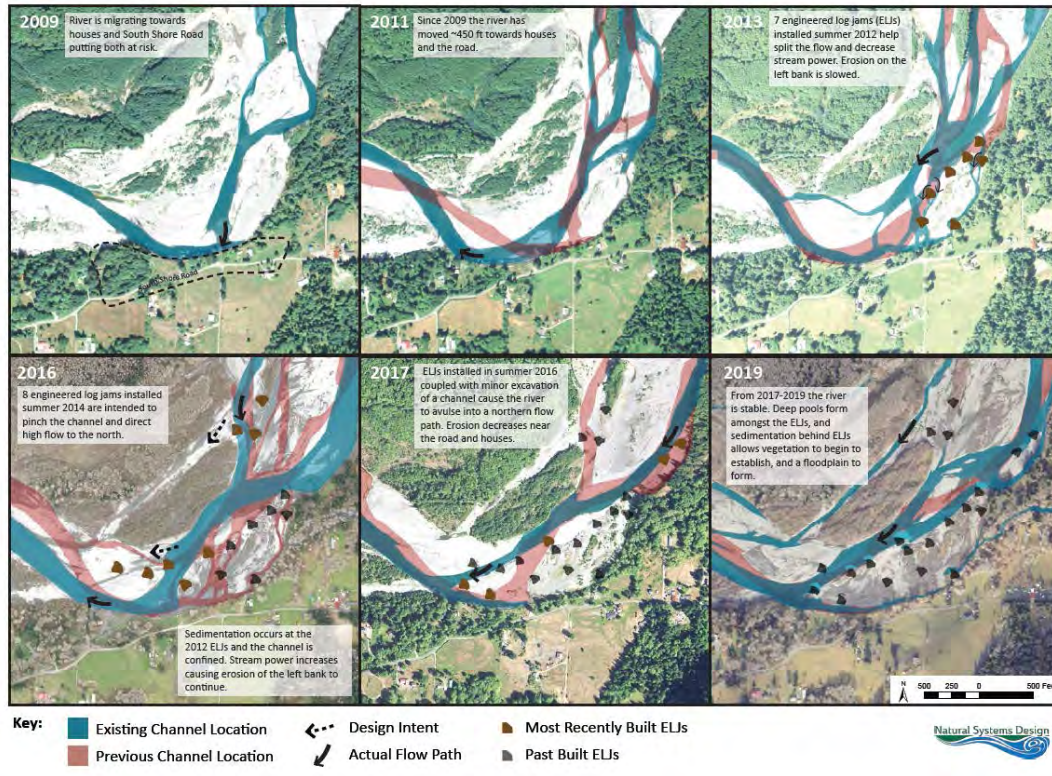 2009
River is migrating towards
houses and South Shore Road
putting both at risk.
Shore Road
2011
Since 2009 the river has
moved ~450 ft towards houses
and the road.
2013
7 engineered log jams (ELJs)
installed summer 2012 help
split the flow and decrease
stream power. Erosion on the
left bank is slowed.
2016
8 engineered log jams installed
summer 2014 are intended to
pinch the channel and direct
high flow to the north.
Sedimentation occurs at the
2012 ELJs and the channel is
confined. Stream power increases
causing erosion of the left bank to
continue.
2017
ELJs installed in summer 2016
coupled with minor excavation
of a channel cause the river
to avulse into a northern flow
path. Erosion decreases near
the road and houses.
2019
From 2017-2019 the river
is stable. Deep pools form
amongst the ELJs, and
sedimentation behind ELJs
allows vegetation to begin to
establish, and a floodplain to
form.
N
500 250 0 500 Fee
Key:
Existing Channel Location
Previous Channel Location
Design Intent
Actual Flow Path
Most Recently Built ELJs
Past Built ELJs
Natural Systems Design